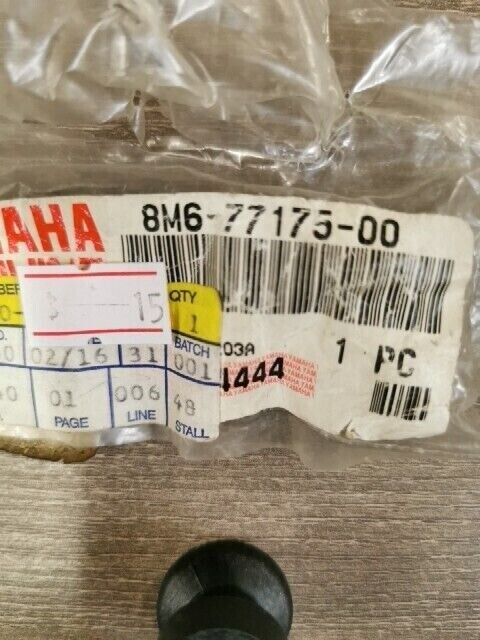 8M6-77175-00
AMAHA
QTY
$ -15
1
02/16 31 BATCH
001
03A
1 PC
4444
01 006 48
PAGE LINE STALL